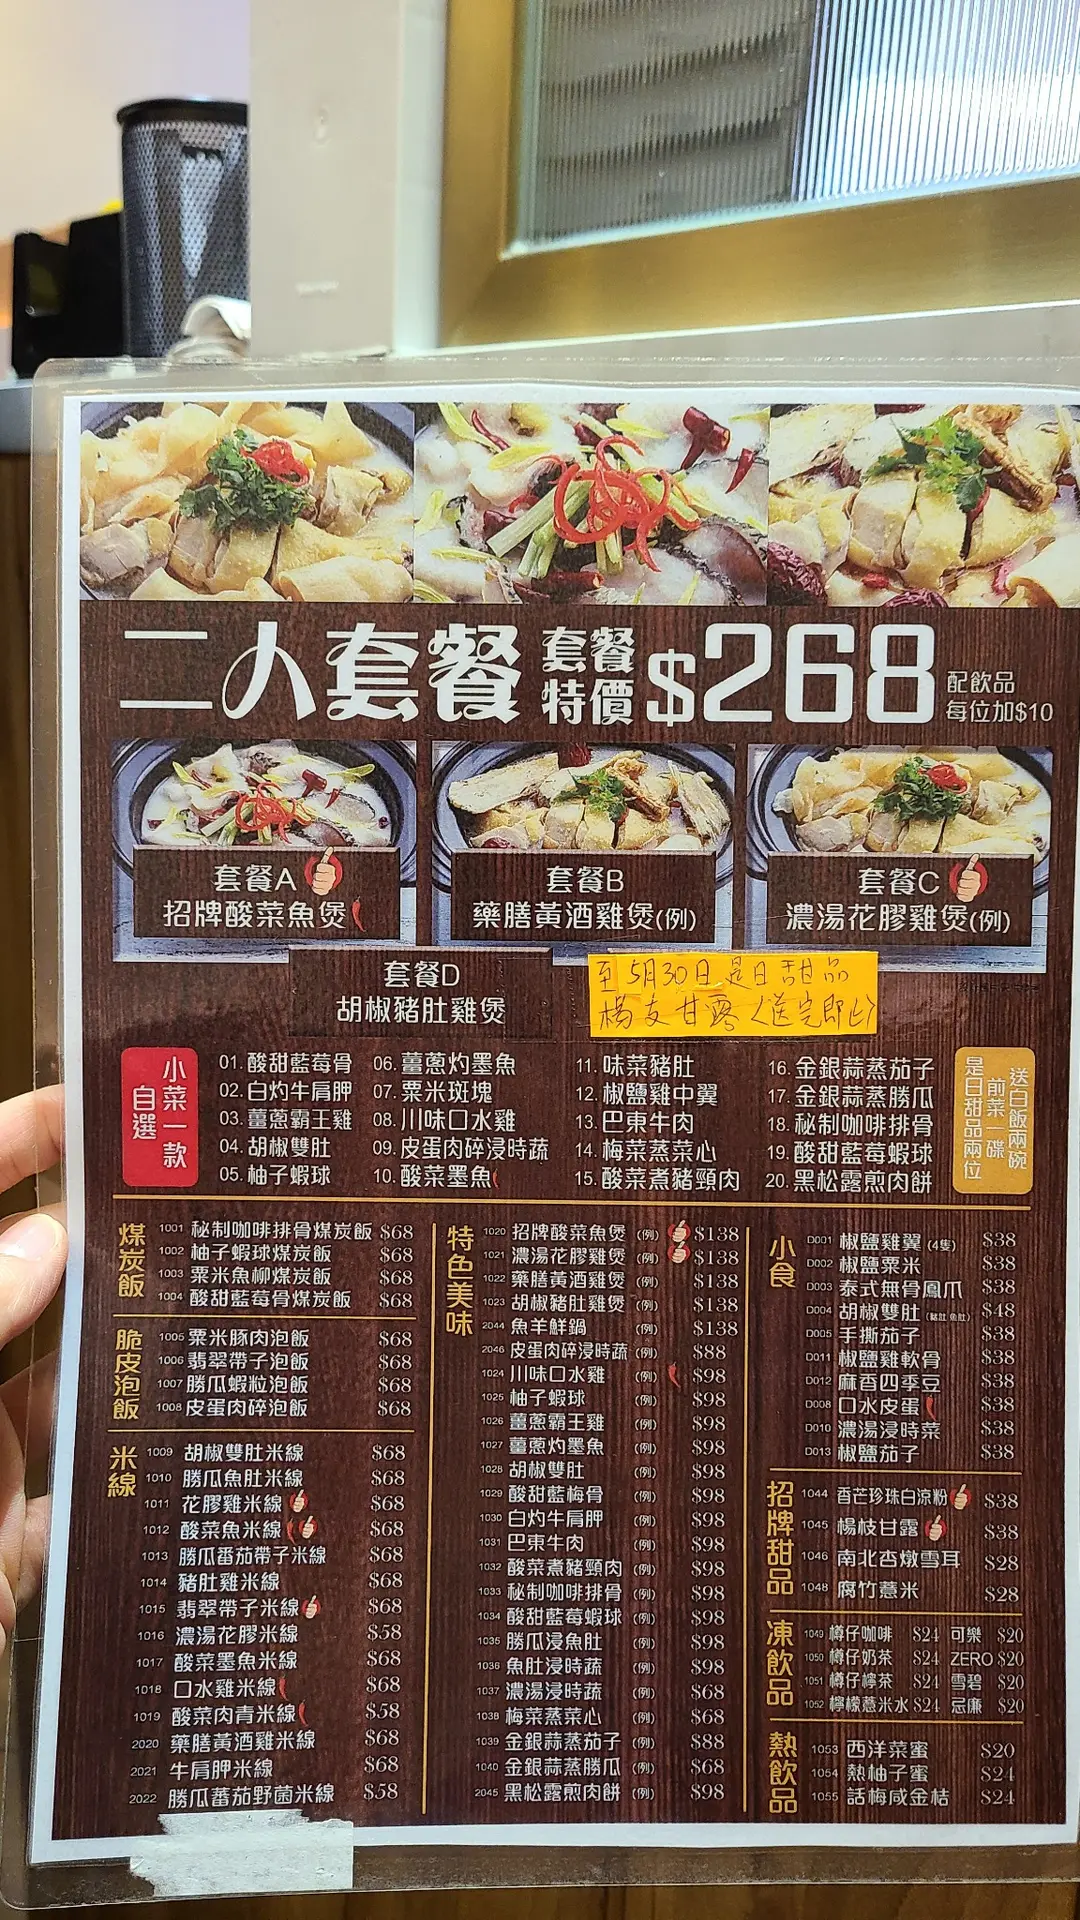 二人套餐 套餐特價 $268
配飲品
每位加$10
套餐A
招牌酸菜魚煲
套餐B
藥膳黃酒雞煲(例)
套餐C
濃湯花膠雞煲(例)
套餐D
胡椒豬肚雞煲
至5月30日是日甜品
楊支甘露(送完即止)
小菜一款
自選
01. 酸甜藍莓骨
02. 白灼牛肩胛
03. 薑蔥霸王雞
04. 胡椒雙肚
05. 柚子蝦球
06. 薑蔥灼墨魚
07. 粟米斑塊
08. 川味口水雞
09. 皮蛋肉碎浸時蔬
10. 酸菜墨魚
11. 味菜豬肚
12. 椒鹽雞中翼
13. 巴東牛肉
14. 梅菜蒸菜心
15. 酸菜煮豬頸肉
16. 金銀蒜蒸茄子
17. 金銀蒜蒸勝瓜
18. 秘制咖啡排骨
19. 酸甜藍莓蝦球
20. 黑松露煎肉餅
送白飯兩碗
前菜一碟
是日甜品兩位
煤炭飯
1001 秘制咖啡排骨煤炭飯 $68
1002 柚子蝦球煤炭飯 $68
1003 粟米魚柳煤炭飯 $68
1004 酸甜藍莓骨煤炭飯 $68
脆皮泡飯
1005 粟米豚肉泡飯 $68
1006 翡翠帶子泡飯 $68
1007 勝瓜蝦粒泡飯 $68
1008 皮蛋肉碎泡飯 $68
米線
1009 胡椒雙肚米線 $68
1010 勝瓜魚肚米線 $68
1011 花膠雞米線 $68
1012 酸菜魚米線 $68
1013 勝瓜番茄帶子米線 $68
1014 豬肚雞米線 $68
1015 翡翠帶子米線 $68
1016 濃湯花膠米線 $58
1017 酸菜墨魚米線 $68
1018 口水雞米線 $68
1019 酸菜肉青米線 $58
2020 藥膳黃酒雞米線 $68
2021 牛肩胛米線 $68
2022 勝瓜番茄野菌米線 $58
特色美味
1020 招牌酸菜魚煲 (例) $138
1021 濃湯花膠雞煲 (例) $138
1022 藥膳黃酒雞煲 (例) $138
1023 胡椒豬肚雞煲 (例) $138
2044 魚羊鮮鍋 (例) $138
2046 皮蛋肉碎浸時蔬 (例) $88
1024 川味口水雞 (例) $98
1025 柚子蝦球 (例) $98
1026 薑蔥霸王雞 (例) $98
1027 薑蔥灼墨魚 (例) $98
1028 胡椒雙肚 (例) $98
1029 酸甜藍梅骨 (例) $98
1030 白灼牛肩胛 (例) $98
1031 巴東牛肉 (例) $98
1032 酸菜煮豬頸肉 (例) $98
1033 秘制咖啡排骨 (例) $98
1034 酸甜藍莓蝦球 (例) $98
1035 勝瓜浸魚肚 (例) $98
1036 魚肚浸時蔬 (例) $98
1037 濃湯浸時蔬 (例) $68
1038 梅菜蒸菜心 (例) $68
1039 金銀蒜蒸茄子 (例) $88
1040 金銀蒜蒸勝瓜 (例) $68
2045 黑松露煎肉餅 (例) $98
小食
D001 椒鹽雞翼 (4隻) $38
D002 椒鹽粟米 $38
D003 泰式無骨鳳爪 $38
D004 胡椒雙肚 (豬肚 魚肚) $48
D005 手撕茄子 $38
D011 椒鹽雞軟骨 $38
D012 麻香四季豆 $38
D008 口水皮蛋 $38
D010 濃湯浸時菜 $38
D013 椒鹽茄子 $38
招牌甜品
1044 香芒珍珠白涼粉 $38
1045 楊枝甘露 $38
1046 南北杏燉雪耳 $28
1048 腐竹薏米 $28
凍飲品
1049 樽仔咖啡 $24 可樂 $20
1050 樽仔奶茶 $24 ZERO $20
1051 樽仔檸茶 $24 雪碧 $20
1052 檸檬薏米水 $24 忌廉 $20
熱飲品
1053 西洋菜蜜 $20
1054 熱柚子蜜 $24
1055 話梅咸金桔 $24